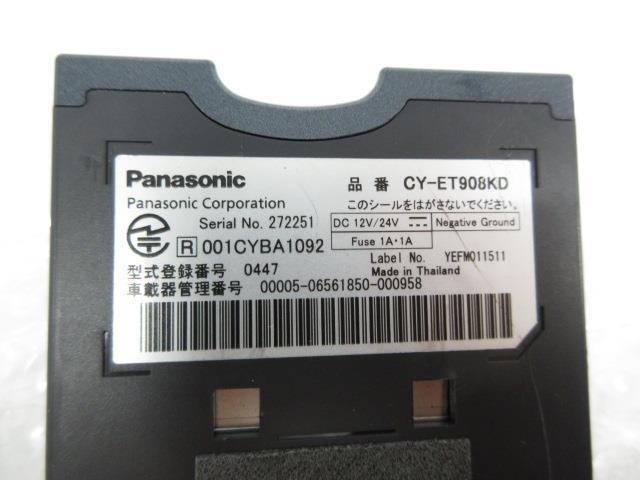 Panasonic
品 番 CY-ET908KD
Panasonic Corporation
このシールをはがさないでください。
Serial No. 272251
DC 12V/24V Negative Ground
Fuse 1A・1A
R 001CYBA1092
Label No. YEFM011511
Made in Thailand
型式登録番号 0447
車載器管理番号 00005-06561850-000958